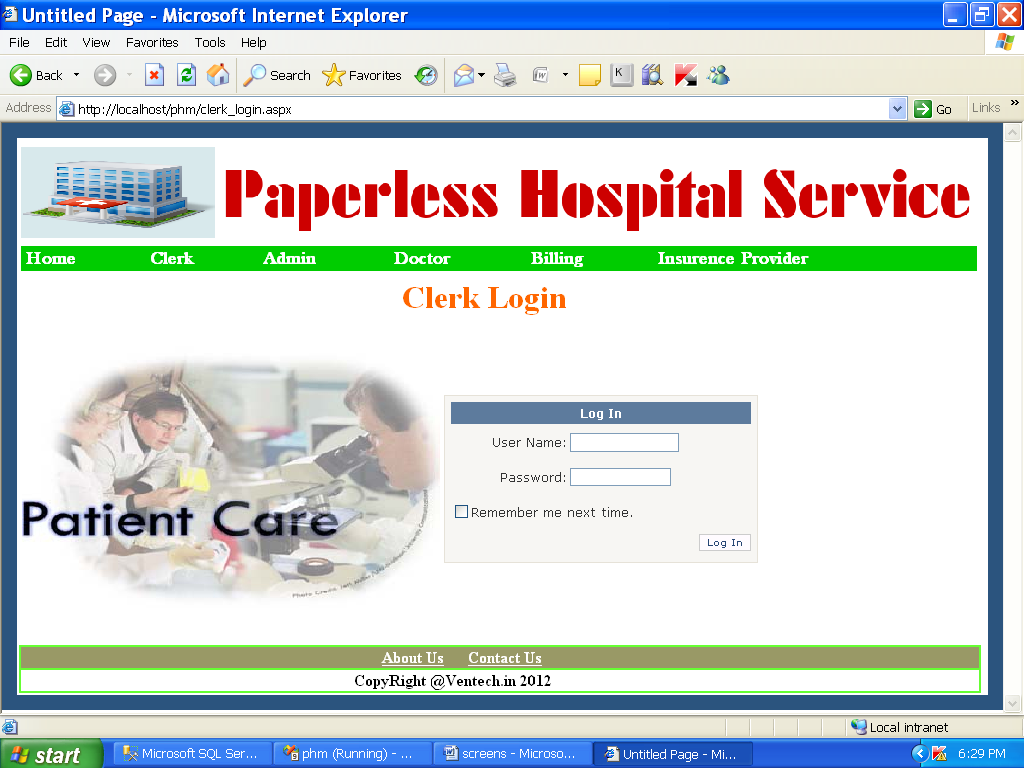 Untitled Page - Microsoft Internet Explorer
File Edit View Favorites Tools Help
Back Search Favorites W K
Address http://localhost/phm/clerk_login.aspx Go Links »
Paperless Hospital Service
Home Clerk Admin Doctor Billing Insurence Provider
Clerk Login
Log In
User Name:
Password:
Patient Care
Remember me next time.
Log In
About Us Contact Us
CopyRight @Ventech.in 2012
Local intranet
start Microsoft SQL Ser... phm (Running) - ... screens - Microso... Untitled Page - Mi... 6:29 PM